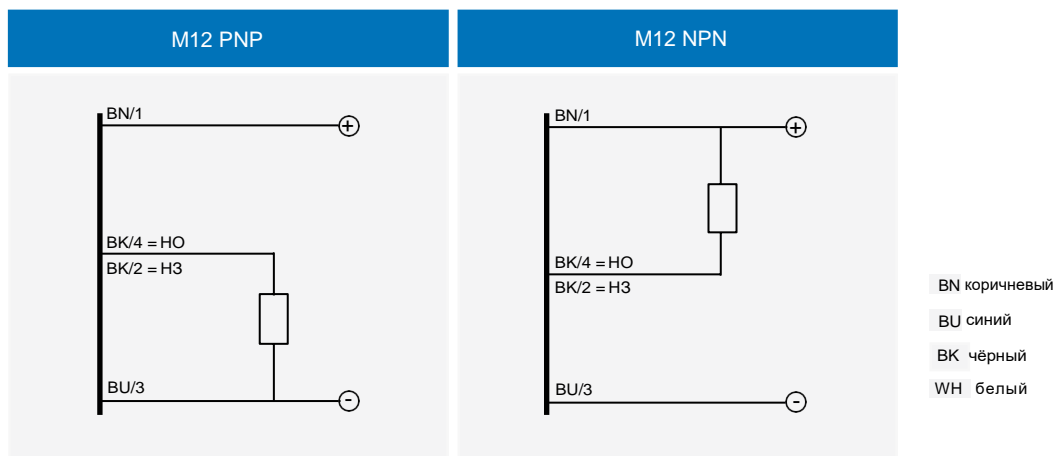 M12 PNP
BN/1
BK/4 = НО
BK/2 = НЗ
BU/3
M12 NPN
BN/1
BK/4 = НО
BK/2 = НЗ
BU/3
BN коричневый
BU синий
BK чёрный
WH белый